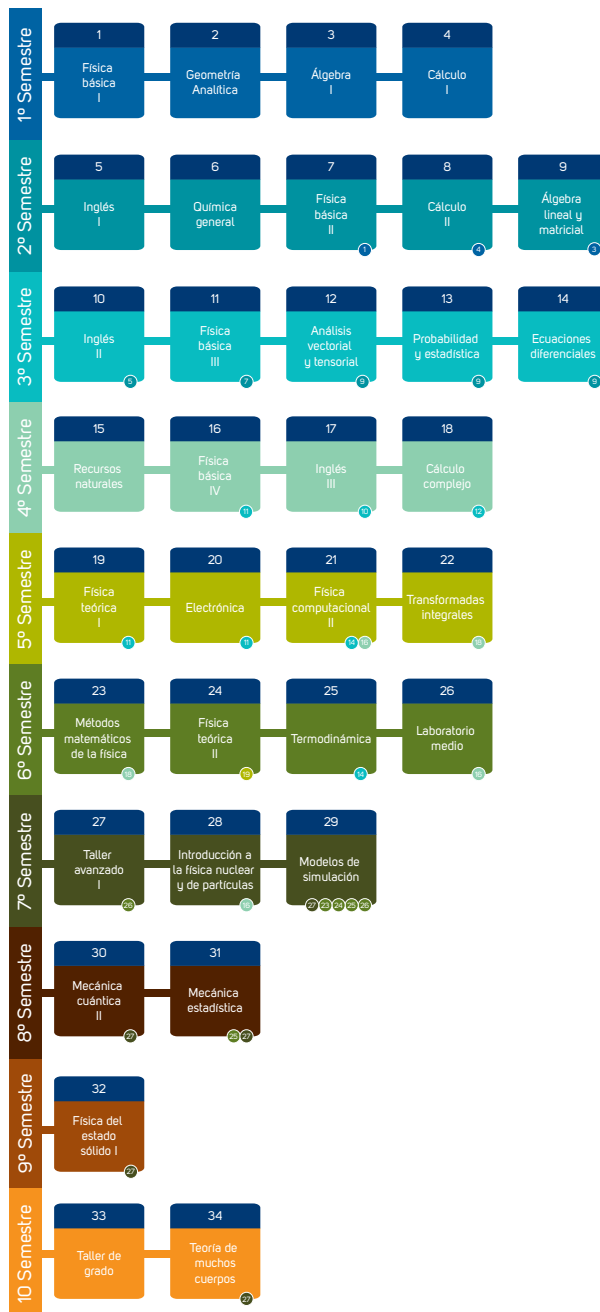 1º Semestre
1
Física
básica
I
2
Geometría
Analítica
3
Álgebra
I
4
Cálculo
I
2º Semestre
5
Inglés
I
6
Química
general
7
Física
básica
II
1
8
Cálculo
II
4
9
Álgebra
lineal y
matricial
3
3º Semestre
10
Inglés
II
5
11
Física
básica
III
7
12
Análisis
vectorial
y tensorial
9
13
Probabilidad
y estadística
9
14
Ecuaciones
diferenciales
9
4º Semestre
15
Recursos
naturales
16
Física
básica
IV
11
17
Inglés
III
10
18
Cálculo
complejo
12
5º Semestre
19
Física
teórica
I
11
20
Electrónica
11
21
Física
computacional
II
14 16
22
Transformadas
integrales
18
6º Semestre
23
Métodos
matemáticos
de la física
18
24
Física
teórica
II
19
25
Termodinámica
14
26
Laboratorio
medio
16
7º Semestre
27
Taller
avanzado
I
26
28
Introducción a
la física nuclear
y de partículas
16
29
Modelos de
simulación
27 23 24 25 26
8º Semestre
30
Mecánica
cuántica
II
27
31
Mecánica
estadística
25 27
9º Semestre
32
Física del
estado
sólido I
27
10 Semestre
33
Taller de
grado
34
Teoría de
muchos
cuerpos
27